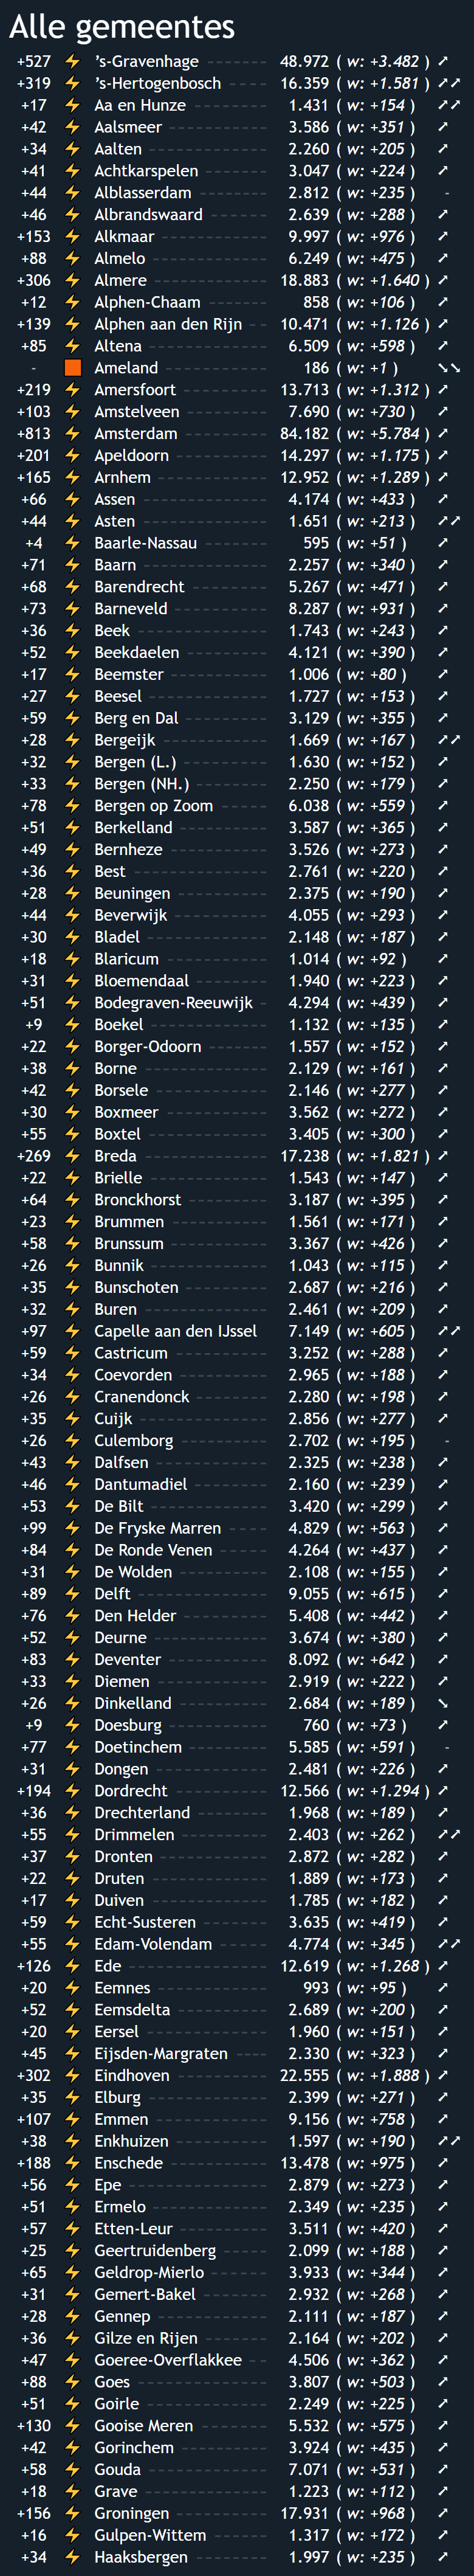 Alle gemeentes
+527 ’s-Gravenhage 48.972 ( w: +3.482 )
+319 ’s-Hertogenbosch 16.359 ( w: +1.581 )
+17 Aa en Hunze 1.431 ( w: +154 )
+42 Aalsmeer 3.586 ( w: +351 )
+34 Aalten 2.260 ( w: +205 )
+41 Achtkarspelen 3.047 ( w: +224 )
+44 Alblasserdam 2.812 ( w: +235 ) -
+46 Albrandswaard 2.639 ( w: +288 )
+153 Alkmaar 9.997 ( w: +976 )
+88 Almelo 6.249 ( w: +475 )
+306 Almere 18.883 ( w: +1.640 )
+12 Alphen-Chaam 858 ( w: +106 )
+139 Alphen aan den Rijn 10.471 ( w: +1.126 )
+85 Altena 6.509 ( w: +598 )
- Ameland 186 ( w: +1 )
+219 Amersfoort 13.713 ( w: +1.312 )
+103 Amstelveen 7.690 ( w: +730 )
+813 Amsterdam 84.182 ( w: +5.784 )
+201 Apeldoorn 14.297 ( w: +1.175 )
+165 Arnhem 12.952 ( w: +1.289 )
+66 Assen 4.174 ( w: +433 )
+44 Asten 1.651 ( w: +213 )
+4 Baarle-Nassau 595 ( w: +51 )
+71 Baarn 2.257 ( w: +340 )
+68 Barendrecht 5.267 ( w: +471 )
+73 Barneveld 8.287 ( w: +931 )
+36 Beek 1.743 ( w: +243 )
+52 Beekdaelen 4.121 ( w: +390 )
+17 Beemster 1.006 ( w: +80 )
+27 Beesel 1.727 ( w: +153 )
+59 Berg en Dal 3.129 ( w: +355 )
+28 Bergeijk 1.669 ( w: +167 )
+32 Bergen (L.) 1.630 ( w: +152 )
+33 Bergen (NH.) 2.250 ( w: +179 )
+78 Bergen op Zoom 6.038 ( w: +559 )
+51 Berkelland 3.587 ( w: +365 )
+49 Bernheze 3.526 ( w: +273 )
+36 Best 2.761 ( w: +220 )
+28 Beuningen 2.375 ( w: +190 )
+44 Beverwijk 4.055 ( w: +293 )
+30 Bladel 2.148 ( w: +187 )
+18 Blaricum 1.014 ( w: +92 )
+31 Bloemendaal 1.940 ( w: +223 )
+51 Bodegraven-Reeuwijk 4.294 ( w: +439 )
+9 Boekel 1.132 ( w: +135 )
+22 Borger-Odoorn 1.557 ( w: +152 )
+38 Borne 2.129 ( w: +161 )
+42 Borsele 2.146 ( w: +277 )
+30 Boxmeer 3.562 ( w: +272 )
+55 Boxtel 3.405 ( w: +300 )
+269 Breda 17.238 ( w: +1.821 )
+22 Brielle 1.543 ( w: +147 )
+64 Bronckhorst 3.187 ( w: +395 )
+23 Brummen 1.561 ( w: +171 )
+58 Brunssum 3.367 ( w: +426 )
+26 Bunnik 1.043 ( w: +115 )
+35 Bunschoten 2.687 ( w: +216 )
+32 Buren 2.461 ( w: +209 )
+97 Capelle aan den IJssel 7.149 ( w: +605 )
+59 Castricum 3.252 ( w: +288 )
+34 Coevorden 2.965 ( w: +188 )
+26 Cranendonck 2.280 ( w: +198 )
+35 Cuijk 2.856 ( w: +277 )
+26 Culemborg 2.702 ( w: +195 ) -
+43 Dalfsen 2.325 ( w: +238 )
+46 Dantumadiel 2.160 ( w: +239 )
+53 De Bilt 3.420 ( w: +299 )
+99 De Fryske Marren 4.829 ( w: +563 )
+84 De Ronde Venen 4.264 ( w: +437 )
+31 De Wolden 2.108 ( w: +155 )
+89 Delft 9.055 ( w: +615 )
+76 Den Helder 5.408 ( w: +442 )
+52 Deurne 3.674 ( w: +380 )
+83 Deventer 8.092 ( w: +642 )
+33 Diemen 2.919 ( w: +222 )
+26 Dinkelland 2.684 ( w: +189 )
+9 Doesburg 760 ( w: +73 )
+77 Doetinchem 5.585 ( w: +591 ) -
+31 Dongen 2.481 ( w: +226 )
+194 Dordrecht 12.566 ( w: +1.294 )
+36 Drechterland 1.968 ( w: +189 )
+55 Drimmelen 2.403 ( w: +262 )
+37 Dronten 2.872 ( w: +282 )
+22 Druten 1.889 ( w: +173 )
+17 Duiven 1.785 ( w: +182 )
+59 Echt-Susteren 3.635 ( w: +419 )
+55 Edam-Volendam 4.774 ( w: +345 )
+126 Ede 12.619 ( w: +1.268 )
+20 Eemnes 993 ( w: +95 )
+52 Eemsdelta 2.689 ( w: +200 )
+20 Eersel 1.960 ( w: +151 )
+45 Eijsden-Margraten 2.330 ( w: +323 )
+302 Eindhoven 22.555 ( w: +1.888 )
+35 Elburg 2.399 ( w: +271 )
+107 Emmen 9.156 ( w: +758 )
+38 Enkhuizen 1.597 ( w: +190 )
+188 Enschede 13.478 ( w: +975 )
+56 Epe 2.879 ( w: +273 )
+51 Ermelo 2.349 ( w: +235 )
+57 Etten-Leur 3.511 ( w: +420 )
+25 Geertruidenberg 2.099 ( w: +188 )
+65 Geldrop-Mierlo 3.933 ( w: +344 )
+31 Gemert-Bakel 2.932 ( w: +268 )
+28 Gennep 2.111 ( w: +187 )
+36 Gilze en Rijen 2.164 ( w: +202 )
+47 Goeree-Overflakkee 4.506 ( w: +362 )
+88 Goes 3.807 ( w: +503 )
+51 Goirle 2.249 ( w: +225 )
+130 Gooise Meren 5.532 ( w: +575 )
+42 Gorinchem 3.924 ( w: +435 )
+58 Gouda 7.071 ( w: +531 )
+18 Grave 1.223 ( w: +112 )
+156 Groningen 17.931 ( w: +968 )
+16 Gulpen-Wittem 1.317 ( w: +172 )
+34 Haaksbergen 1.997 ( w: +235 )